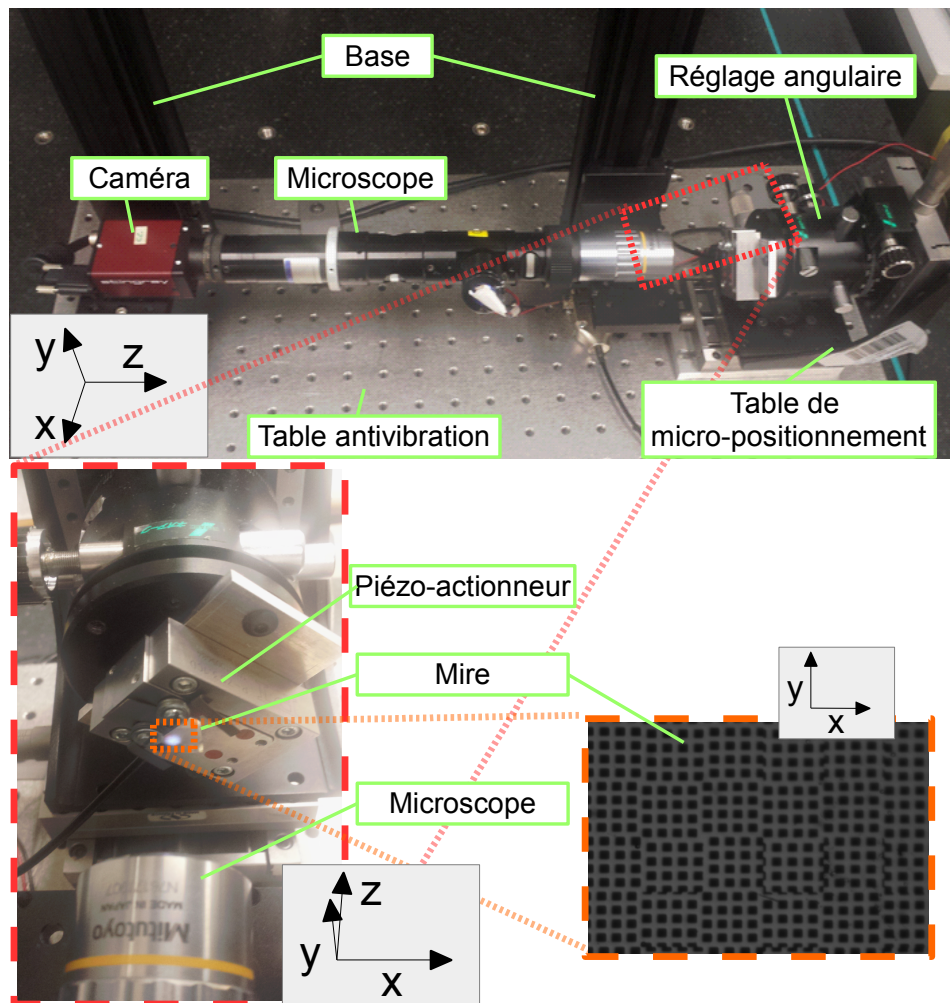 Base
Réglage angulaire
Caméra
Microscope
y
z
x
Table antivibration
Table de
micro-positionnement
Piézo-actionneur
Mire
y
x
Microscope
z
y
x
Mitutoyo
MADE IN JAPAN